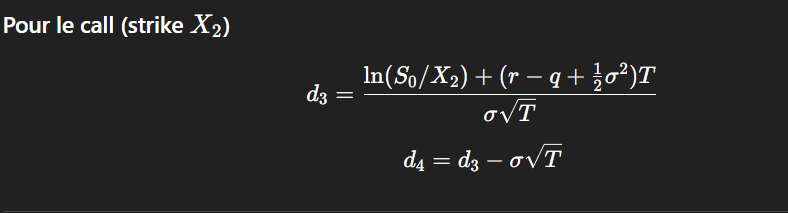 Pour le call (strike X₂)
d₃ = (ln(S₀/X₂) + (r − q + ½σ²)T) / (σ√T)
d₄ = d₃ − σ√T